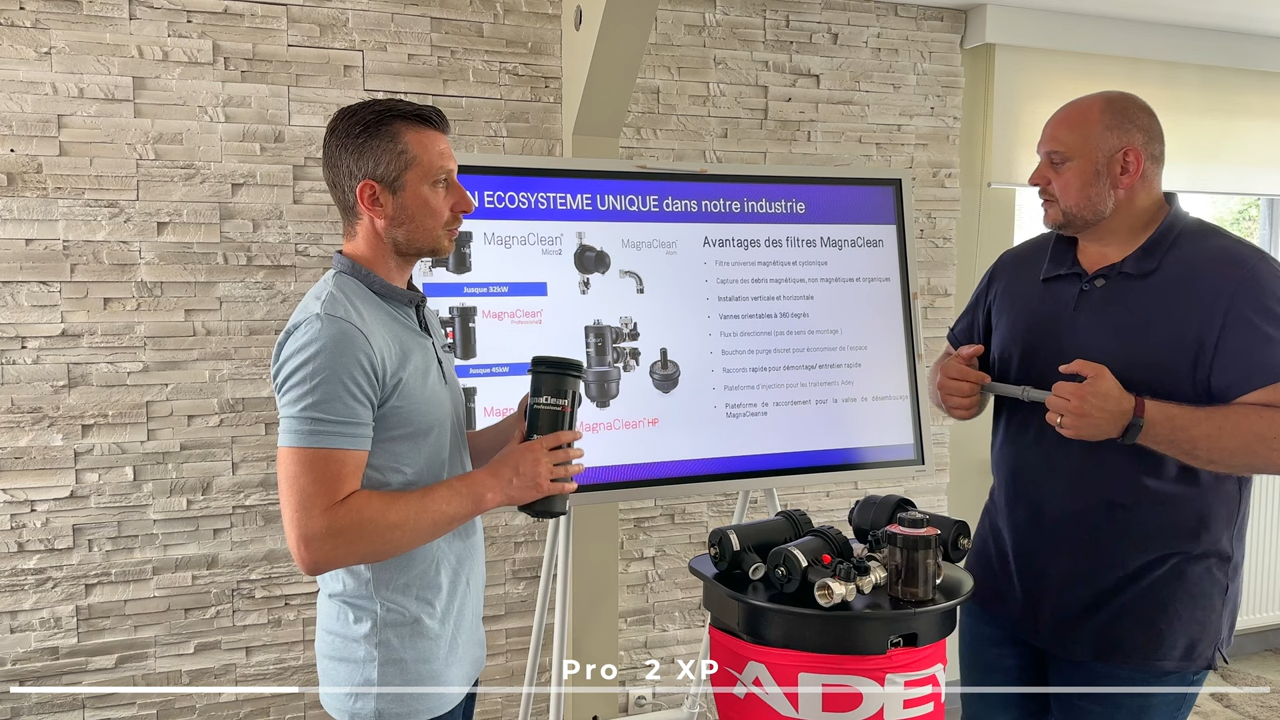 N ECOSYSTEME UNIQUE dans notre industrie
MagnaClean®
Micro2
MagnaClean®
Atom
Jusque 32kW
MagnaClean®
Professional2
Jusque 45kW
MagnaClean® HP
Avantages des filtres MagnaClean
• Filtre universel magnétique et cyclonique
• Capture des debris magnétiques, non magnétiques et organiques
• Installation verticale et horizontale
• Vannes orientables à 360 degrés
• Flux bi directionnel (pas de sens de montage )
• Bouchon de purge discret pour économiser de l'espace
• Raccords rapide pour démontage/ entretien rapide
• Plateforme d'injection pour les traitements Adey
• Plateforme de raccordement pour la valise de désembouage
MagnaCleanse
agnaClean
Professional
Pro 2 XP
ADEY